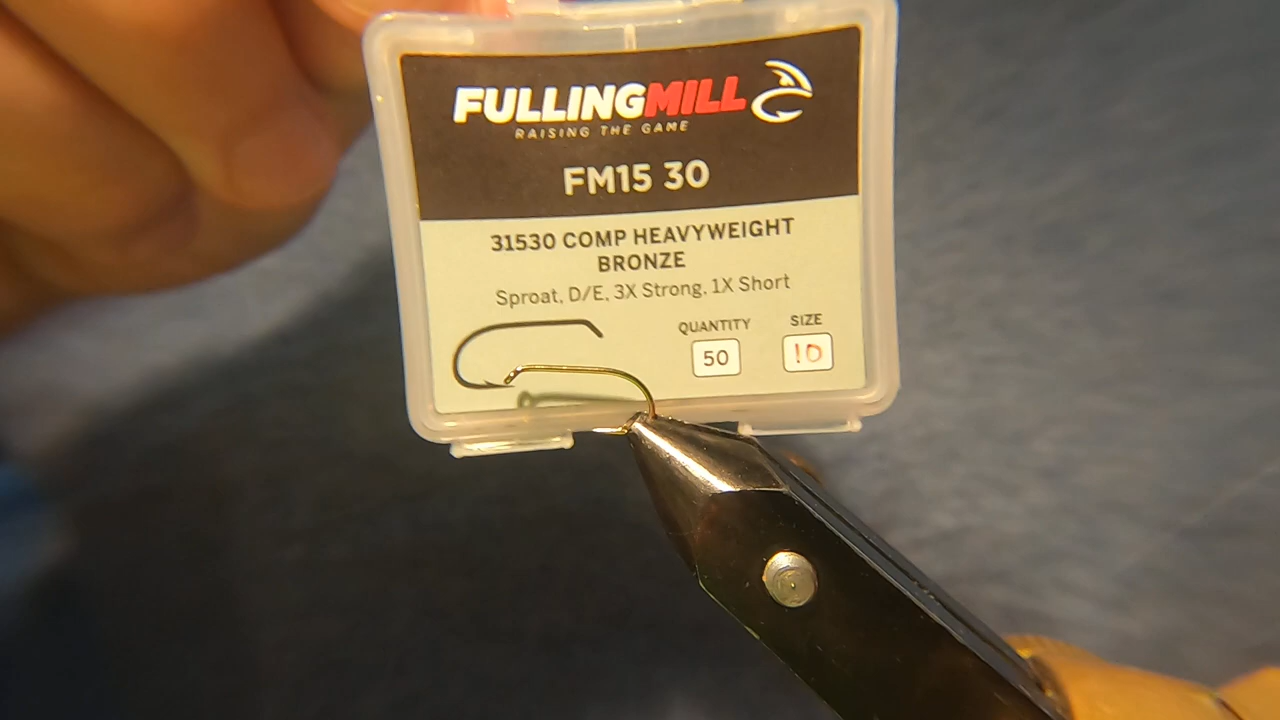 FULLINGMILL
RAISING THE GAME
FM15 30
31530 COMP HEAVYWEIGHT
BRONZE
Sproat, D/E, 3X Strong, 1X Short
QUANTITY SIZE
50 10